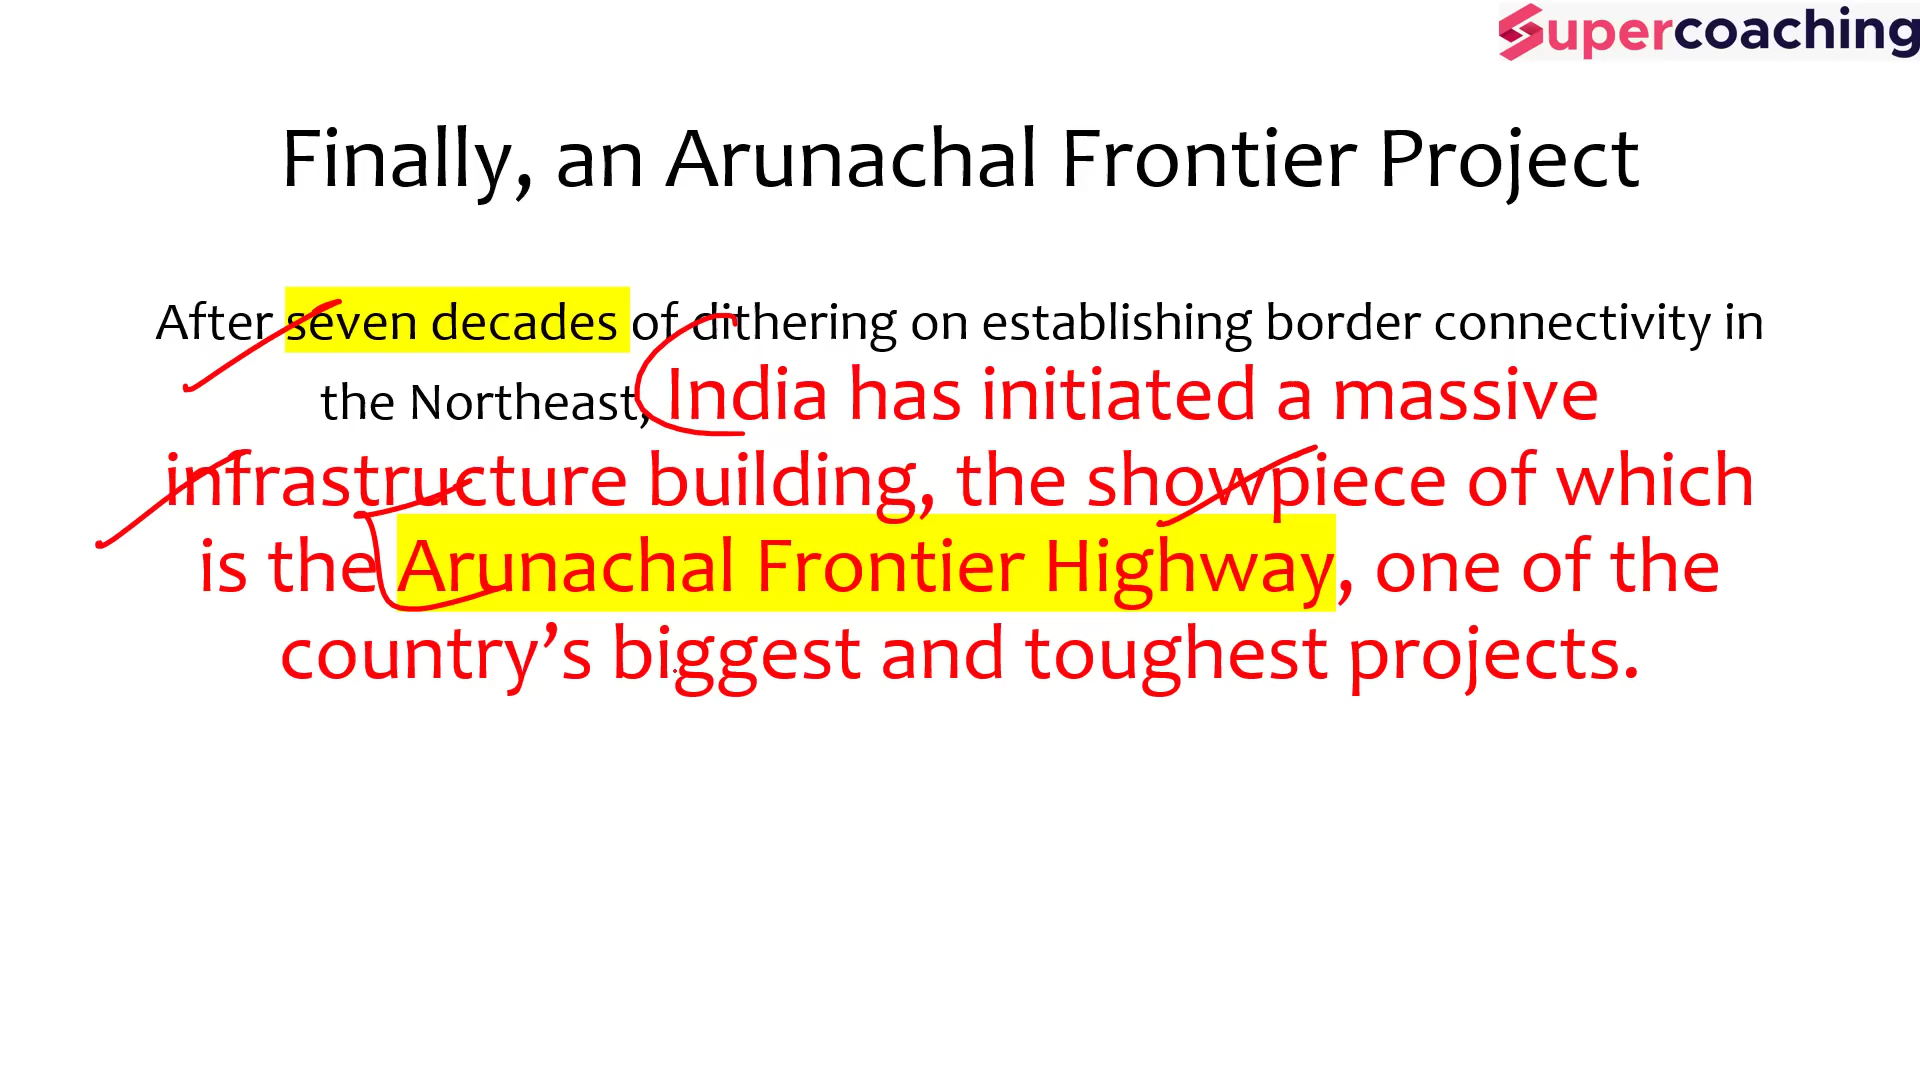 Supercoaching
Finally, an Arunachal Frontier Project
After seven decades of dithering on establishing border connectivity in
the Northeast, India has initiated a massive
infrastructure building, the showpiece of which
is the Arunachal Frontier Highway, one of the
country’s biggest and toughest projects.